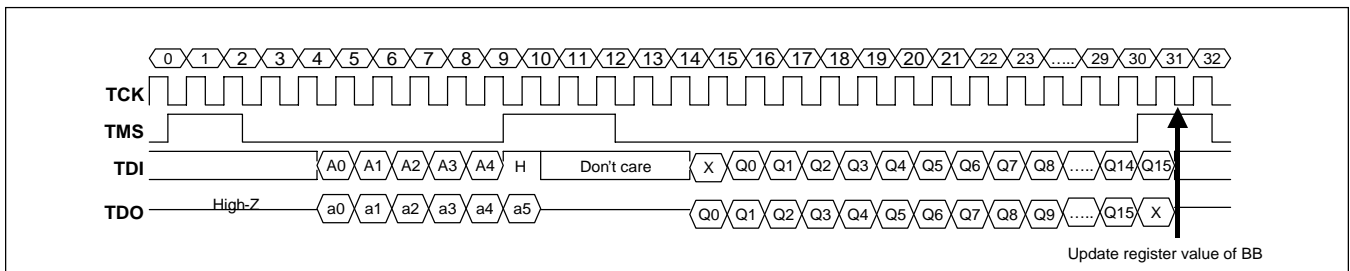 0 1 2 3 4 5 6 7 8 9 10 11 12 13 14 15 16 17 18 19 20 21 22 23 ..... 29 30 31 32
TCK
TMS
TDI A0 A1 A2 A3 A4 H Don't care X Q0 Q1 Q2 Q3 Q4 Q5 Q6 Q7 Q8 ..... Q14 Q15
TDO High-Z a0 a1 a2 a3 a4 a5 Q0 Q1 Q2 Q3 Q4 Q5 Q6 Q7 Q8 Q9 ..... Q15 X
Update register value of BB